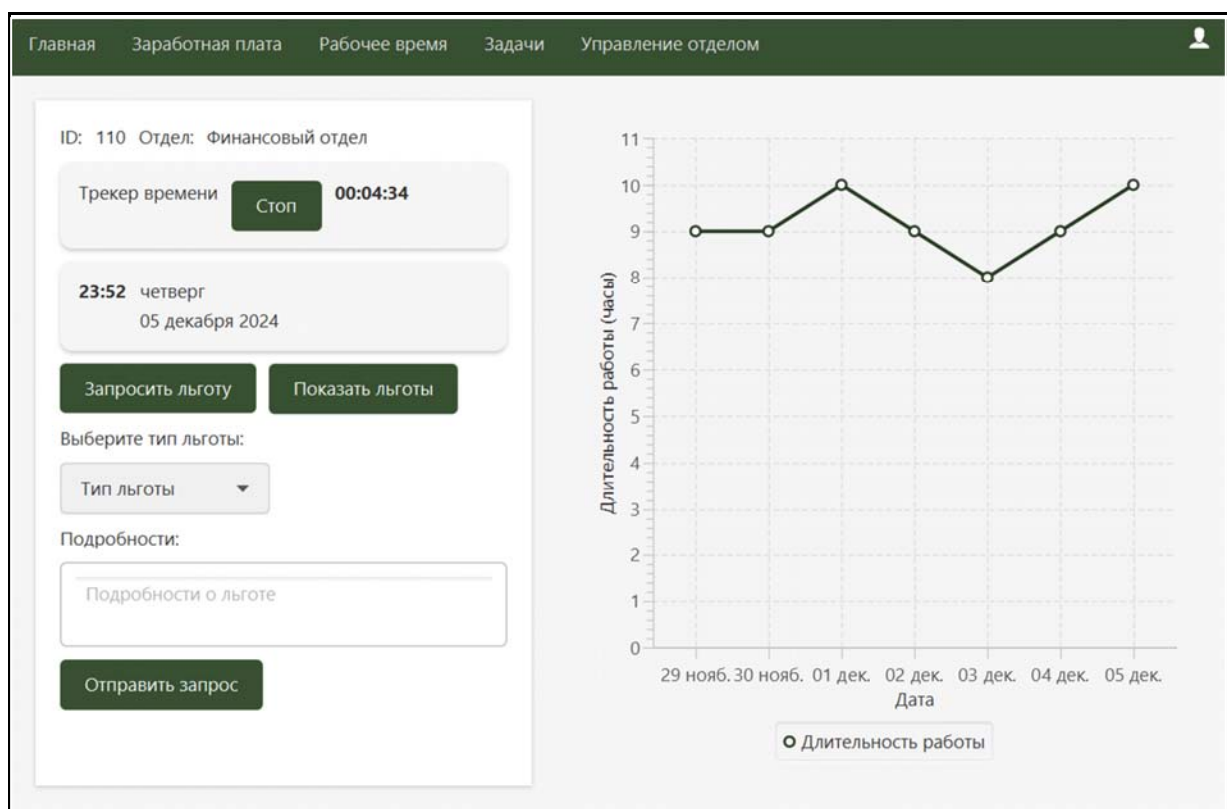 Главная Заработная плата Рабочее время Задачи Управление отделом
ID: 110 Отдел: Финансовый отдел
Трекер времени Стоп 00:04:34
23:52 четверг
05 декабря 2024
Запросить льготу Показать льготы
Выберите тип льготы:
Тип льготы
Подробности:
Подробности о льготе
Отправить запрос
Длительность работы (часы)
11
10
9
8
7
6
5
4
3
2
1
0
29 нояб. 30 нояб. 01 дек. 02 дек. 03 дек. 04 дек. 05 дек.
Дата
Длительность работы